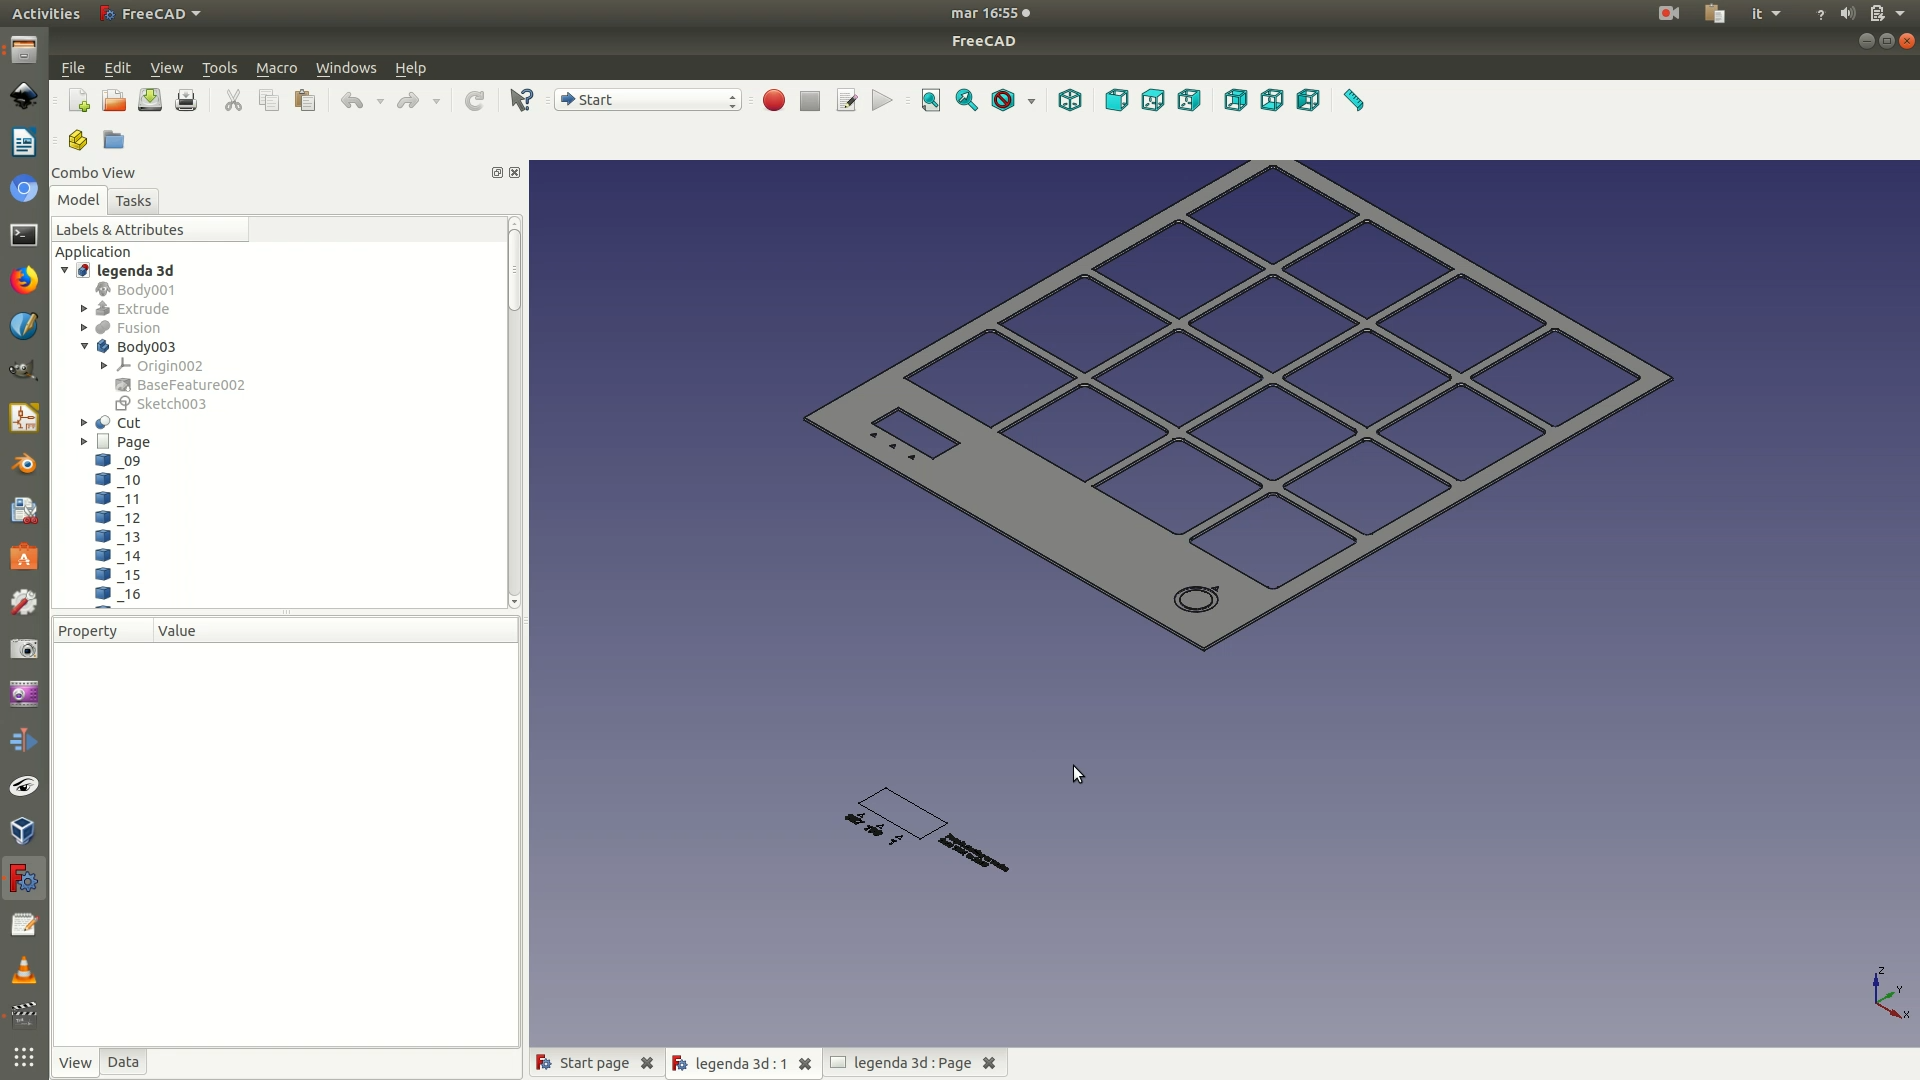 Activities FreeCAD mar 16:55 it ?
FreeCAD
File Edit View Tools Macro Windows Help
Start
Combo View
Model Tasks
Labels & Attributes
Application
legenda 3d
Body001
Extrude
Fusion
Body003
Origin002
BaseFeature002
Sketch003
Cut
Page
_09
_10
_11
_12
_13
_14
_15
_16
Property Value
Z
Y
X
View Data
Start page legenda 3d : 1 legenda 3d : Page